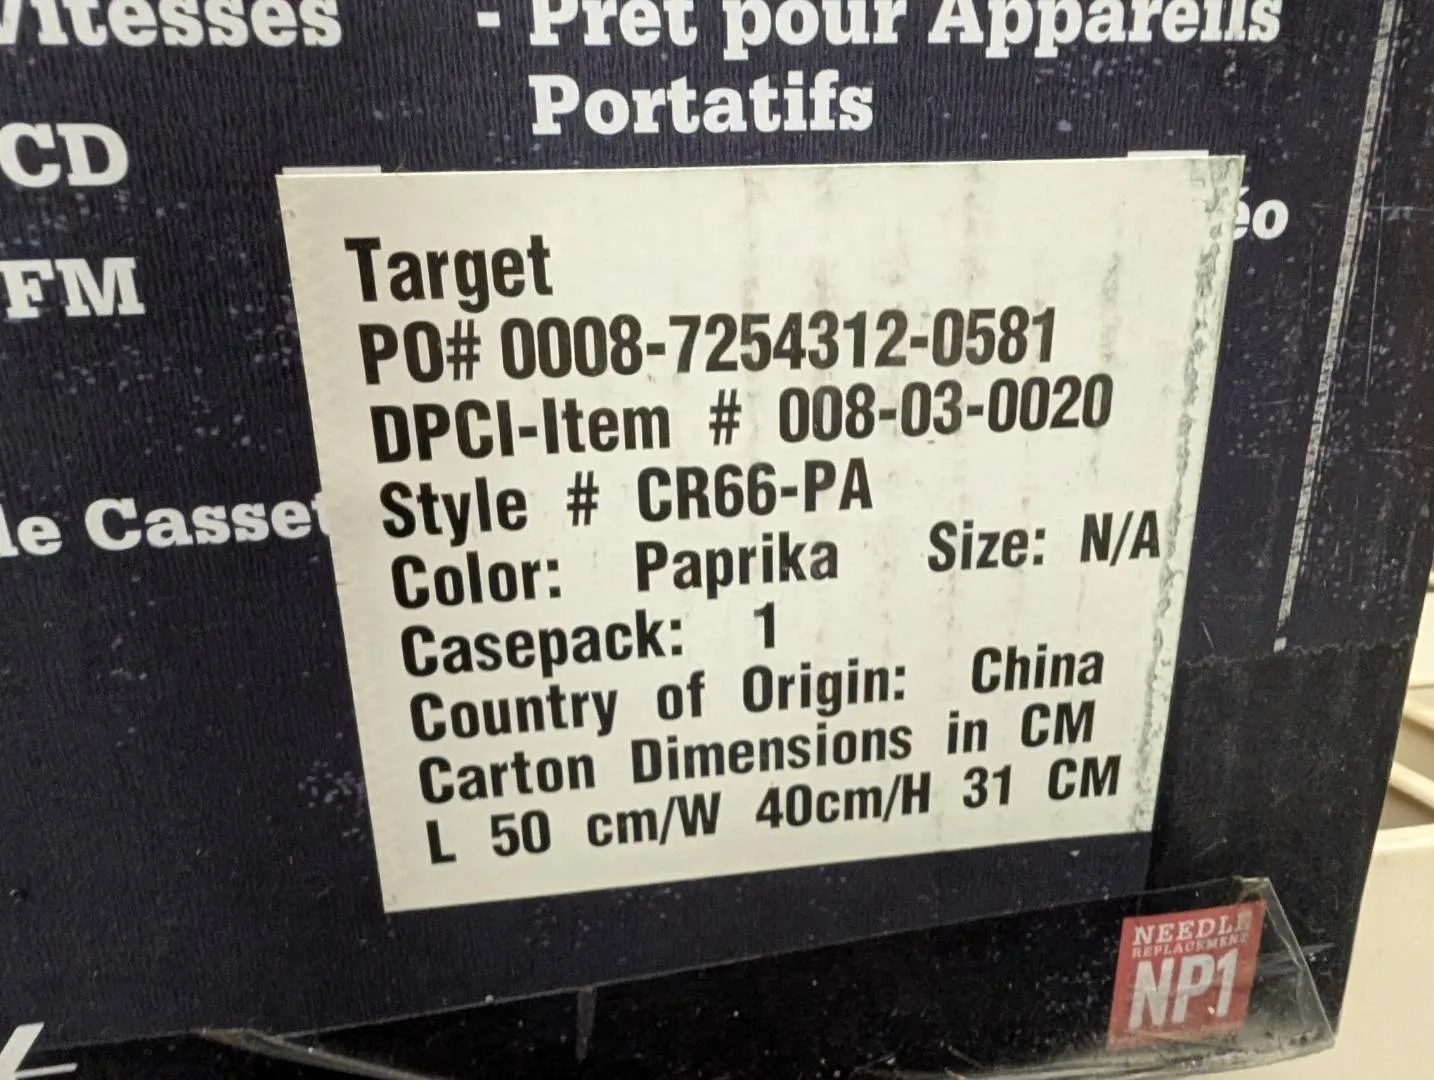 Vitesses
- Prêt pour Appareils
Portatifs
CD
FM
Target
PO# 0008-7254312-0581
DPCI-Item # 008-03-0020
Style # CR66-PA
Color: Paprika Size: N/A
Casepack: 1
Country of Origin: China
Carton Dimensions in CM
L 50 cm/W 40cm/H 31 CM
NEEDLE
REPLACEMENT
NP1